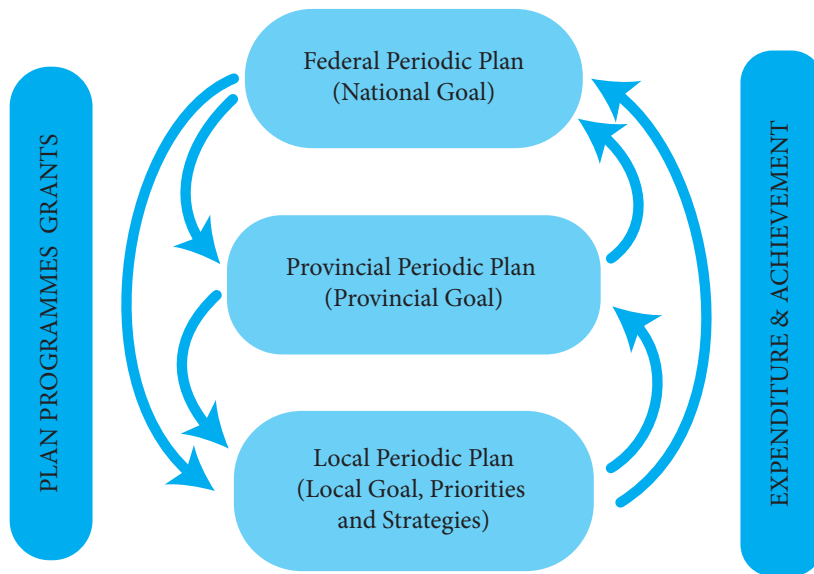 PLAN PROGRAMMES GRANTS
Federal Periodic Plan
(National Goal)
Provincial Periodic Plan
(Provincial Goal)
Local Periodic Plan
(Local Goal, Priorities
and Strategies)
EXPENDITURE & ACHIEVEMENT